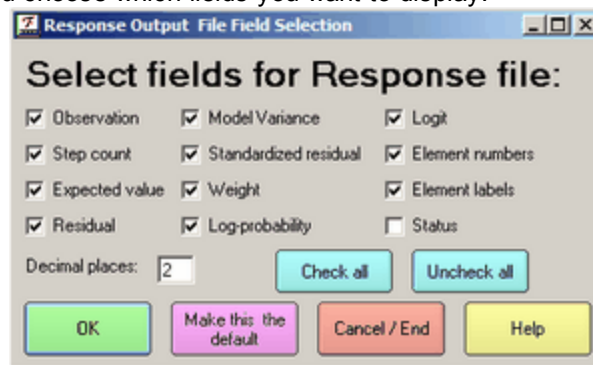 choose which fields you want to display.
Response Output File Field Selection
Select fields for Response file:
Observation Model Variance Logit
Step count Standardized residual Element numbers
Expected value Weight Element labels
Residual Log-probability Status
Decimal places: 2 Check all Uncheck all
OK Make this the default Cancel / End Help